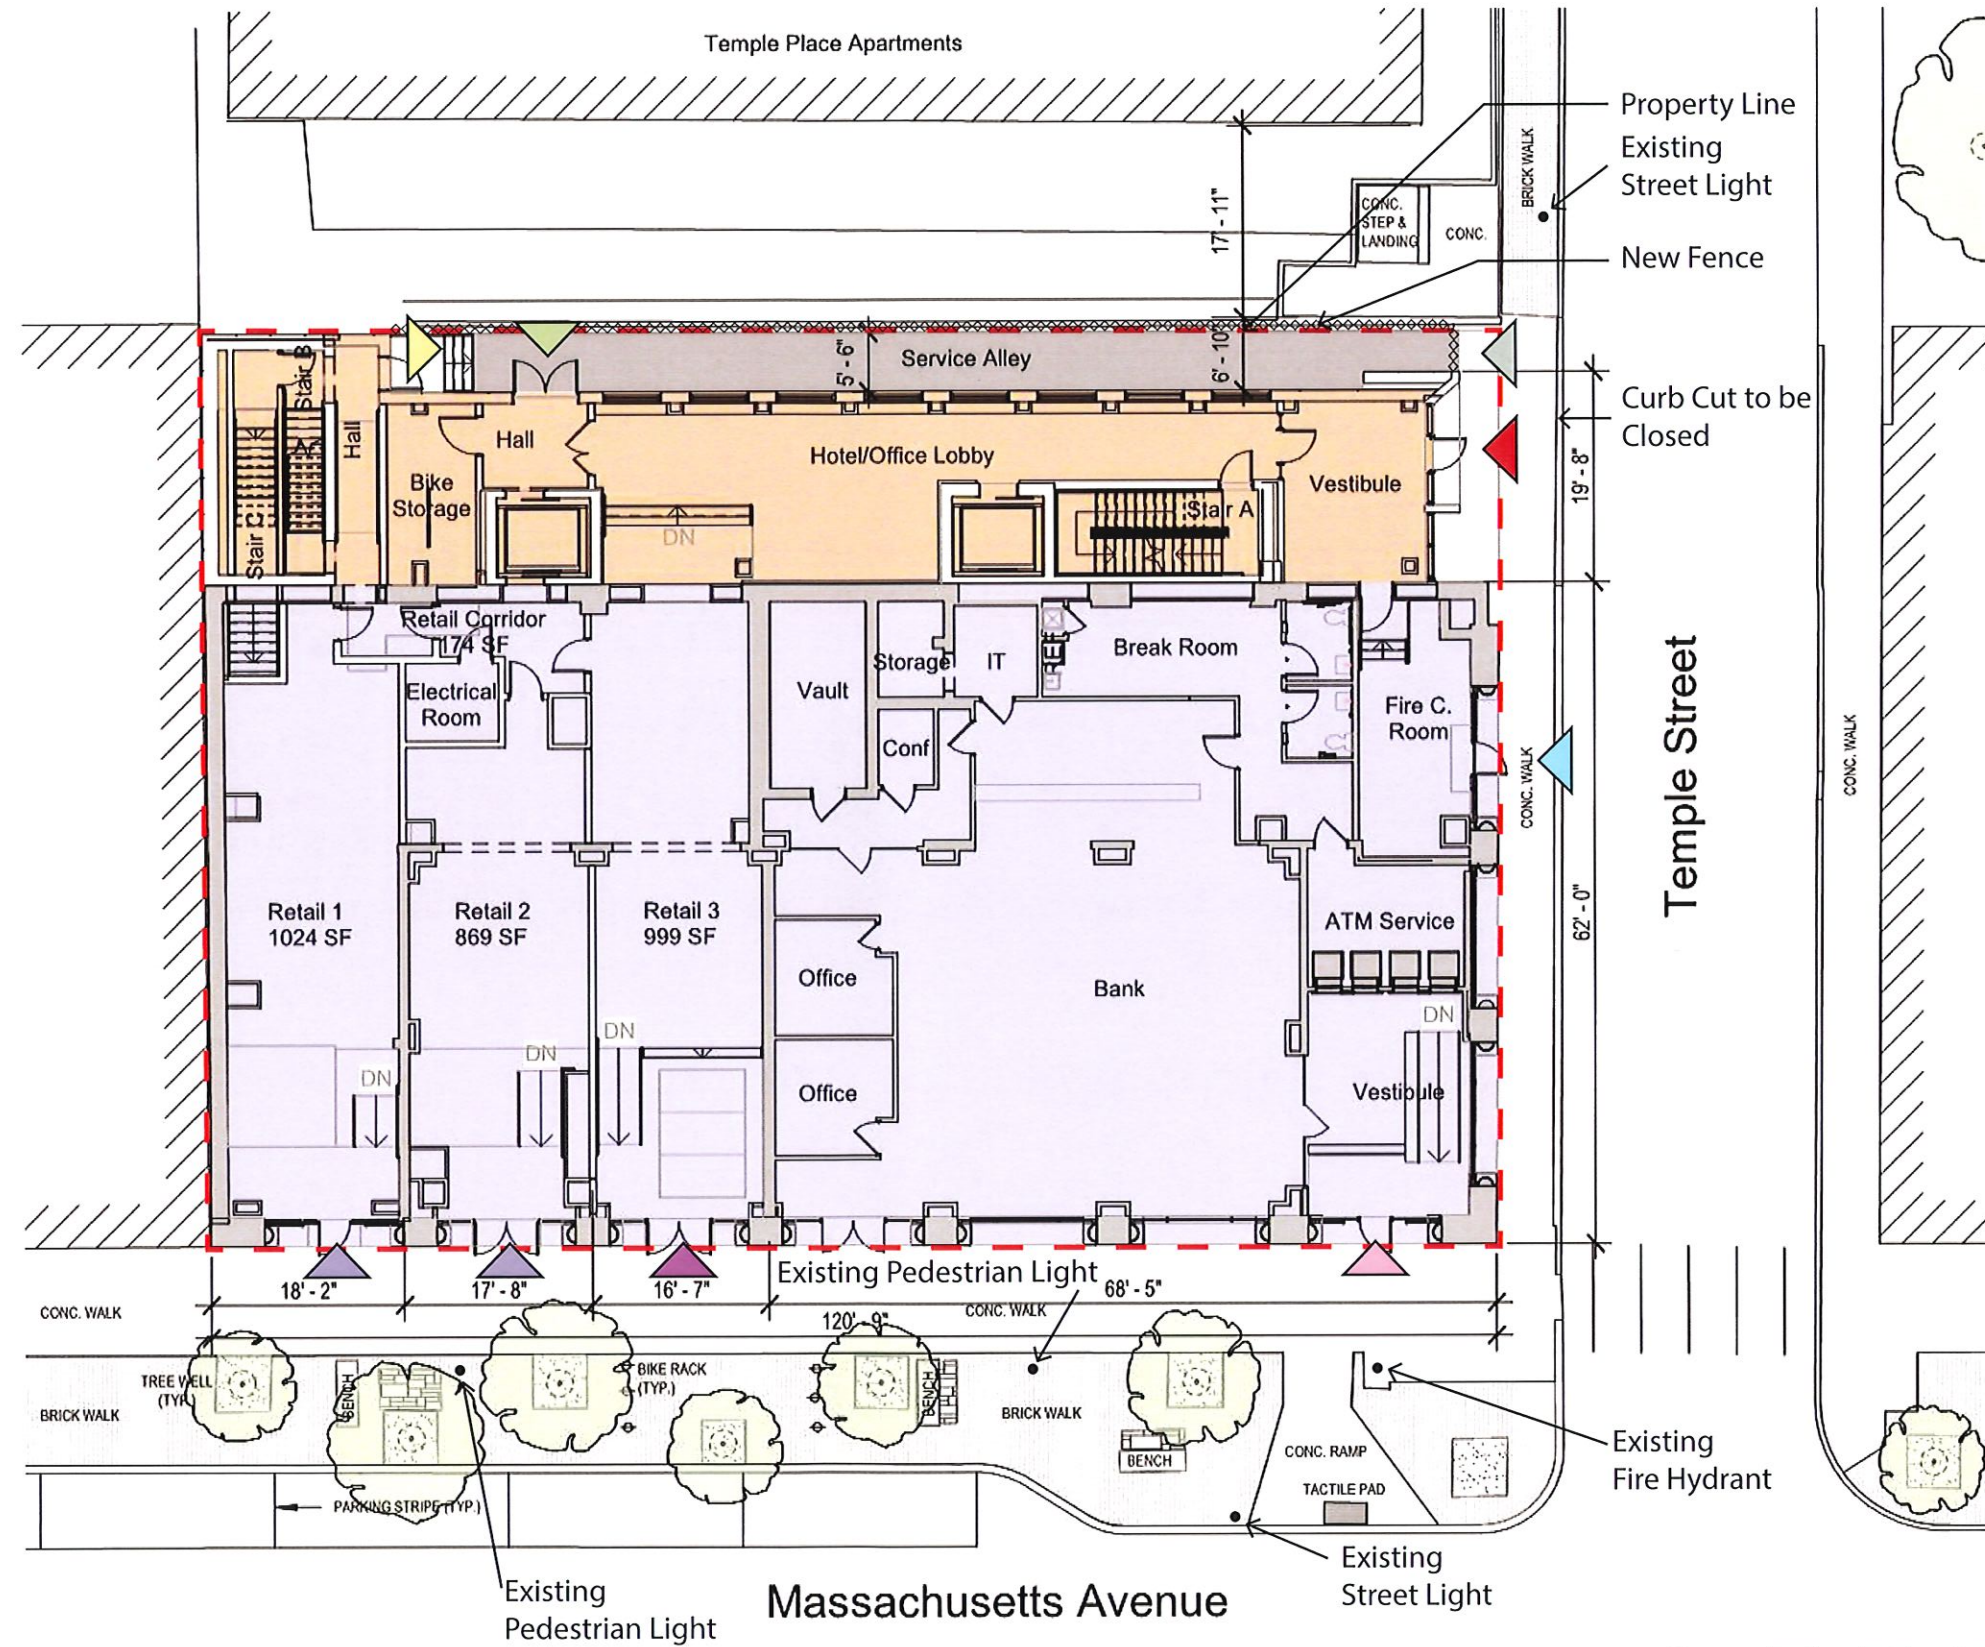 Temple Place Apartments
Property Line
Existing
Street Light
BRICK WALK
17' - 11"
CONC.
STEP &
LANDING
CONC.
New Fence
5' - 6"
Service Alley
6' - 10"
Curb Cut to be
Closed
19' - 8"
Stair B
Hall
Hall
Hotel/Office Lobby
Vestibule
Bike
Storage
Stair C
DN
Stair A
Retail Corridor
174 SF
Electrical
Room
Vault
Storage
IT
REF
Break Room
Conf
Fire C.
Room
CONC. WALK
Temple Street
CONC. WALK
62' - 0"
Retail 1
1024 SF
Retail 2
869 SF
Retail 3
999 SF
ATM Service
Office
Bank
DN
DN
DN
DN
Office
Vestibule
Existing Pedestrian Light
18' - 2"
17' - 8"
16' - 7"
68' - 5"
CONC. WALK
CONC. WALK
120' - 9"
TREE WELL
(TYP.)
BENCH
BIKE RACK
(TYP.)
BENCH
BRICK WALK
BRICK WALK
BENCH
CONC. RAMP
TACTILE PAD
Existing
Fire Hydrant
PARKING STRIPE (TYP.)
Existing
Street Light
Existing
Pedestrian Light
Massachusetts Avenue